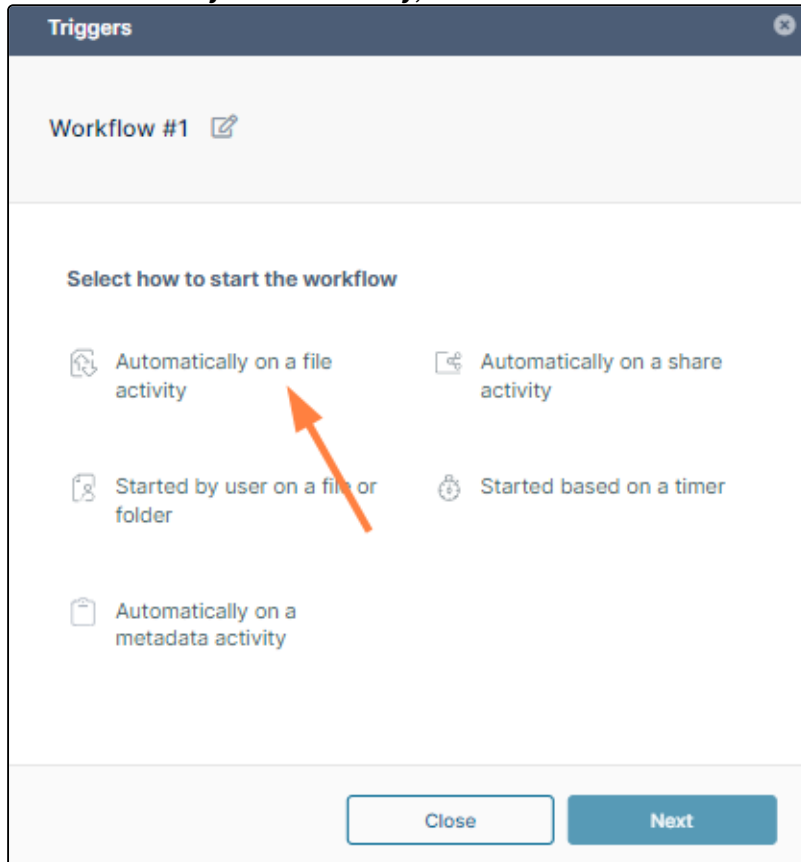 Triggers
Workflow #1
Select how to start the workflow
Automatically on a file
activity
Automatically on a share
activity
Started by user on a file or
folder
Started based on a timer
Automatically on a
metadata activity
Close
Next